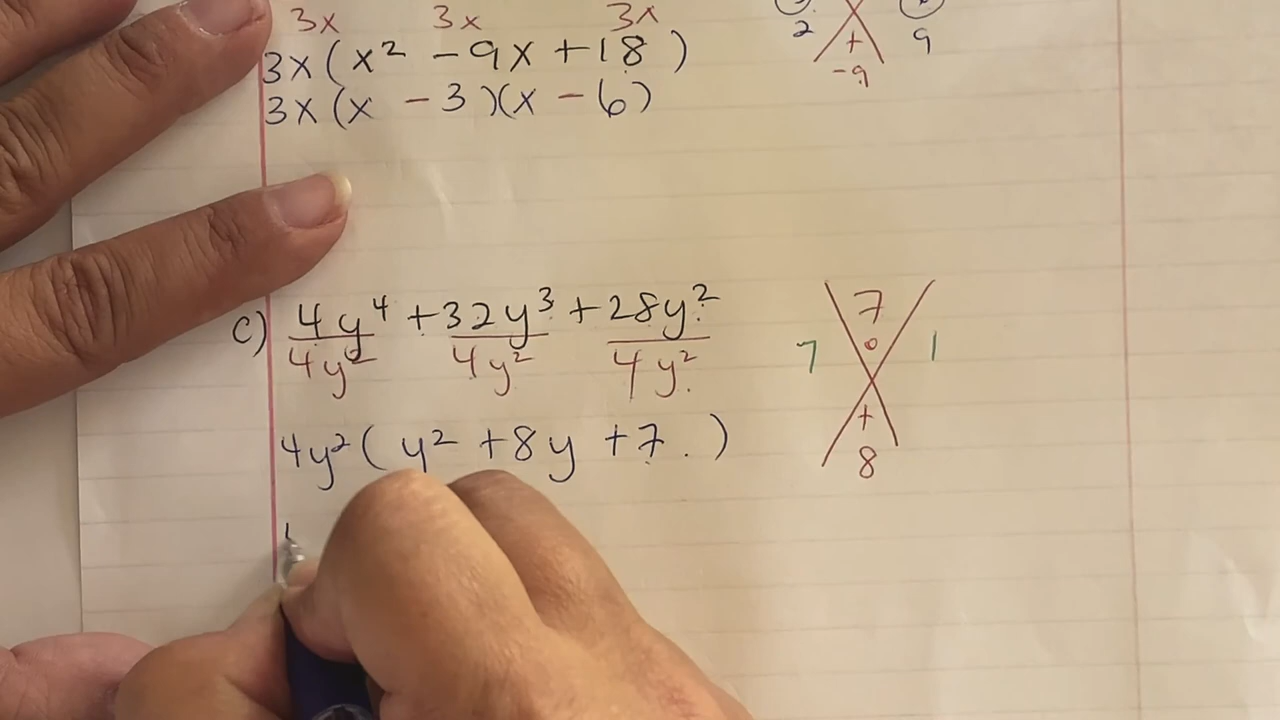 3x 3x 3x
3x(x² -9x +18)
3x(x - 3)(x - 6)
2 + 9
-9
c) 4y⁴ +32y³ +28y²
4y² 4y² 4y²
4y²( y² +8y +7 . )
7
7 1
+
8